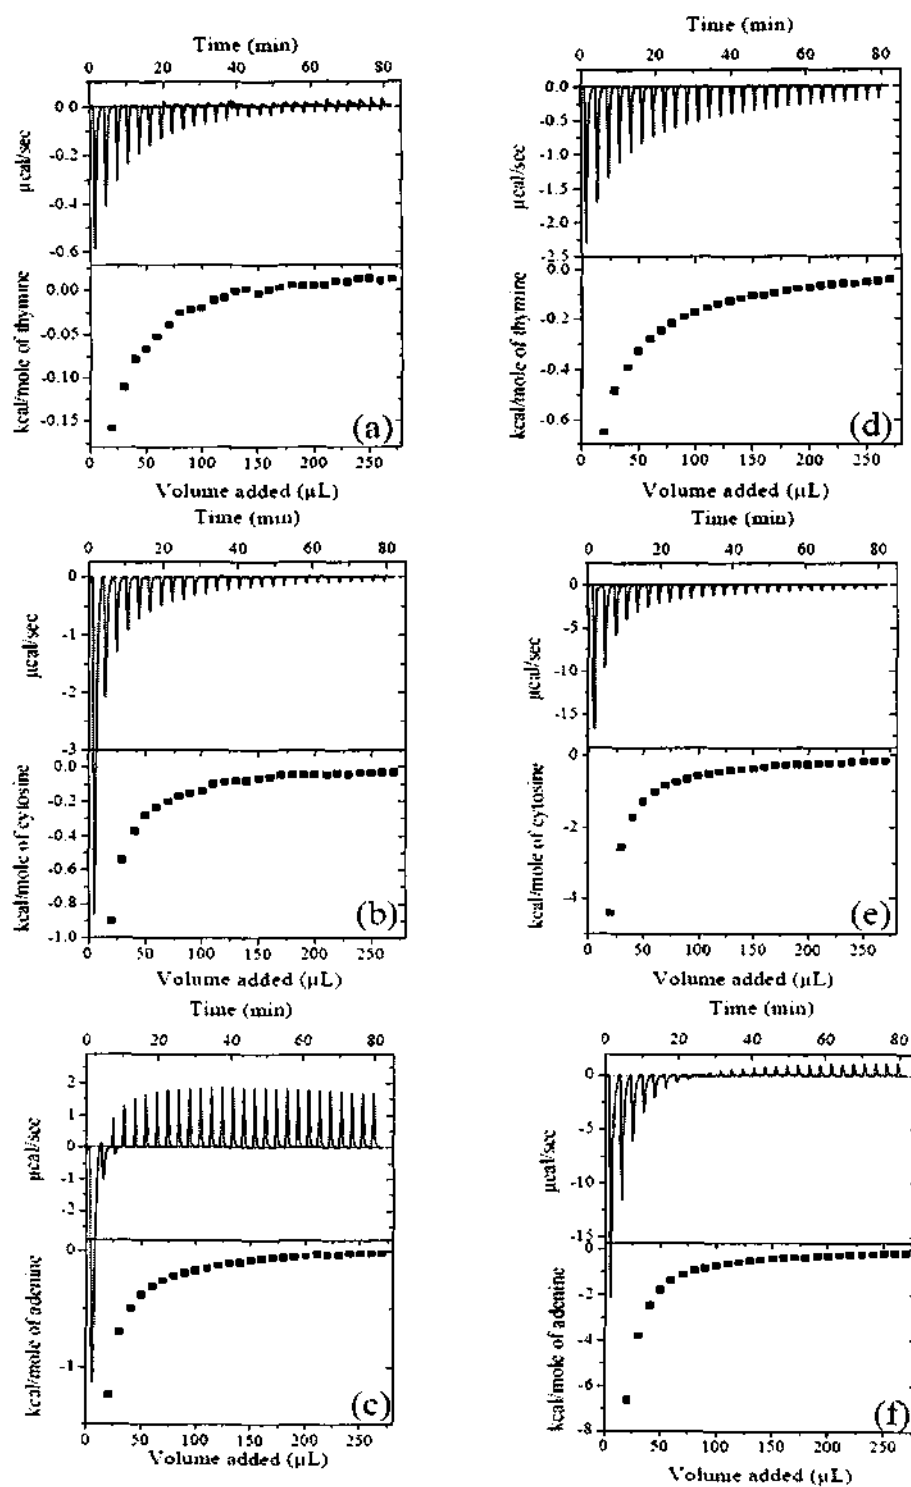 Time (min)
0 20 40 60 80
0.0
-0.2
-0.4
-0.6
µcal/sec
0.00
-0.05
-0.10
-0.15
kcal/mole of thymine
(a)
0 50 100 150 200 250
Volume added (µL)
Time (min)
0 20 40 60 80
0.0
-0.5
-1.0
-1.5
-2.0
-2.5
µcal/sec
0.0
-0.2
-0.4
-0.6
kcal/mole of thymine
(d)
0 50 100 150 200 250
Volume added (µL)
Time (min)
0 20 40 60 80
0
-1
-2
-3
µcal/sec
0.0
-0.2
-0.4
-0.6
-0.8
-1.0
kcal/mole of cytosine
(b)
0 50 100 150 200 250
Volume added (µL)
Time (min)
0 20 40 60 80
0
-5
-10
-15
µcal/sec
0
-2
-4
kcal/mole of cytosine
(e)
0 50 100 150 200 250
Volume added (µL)
Time (min)
0 20 40 60 80
2
1
0
-1
-2
µcal/sec
0
-1
kcal/mole of adenine
(c)
0 50 100 150 200 250
Volume added (µL)
Time (min)
0 20 40 60 80
0
-5
-10
-15
µcal/sec
0
-2
-4
-6
-8
kcal/mole of adenine
(f)
0 50 100 150 200 250
Volume added (µL)